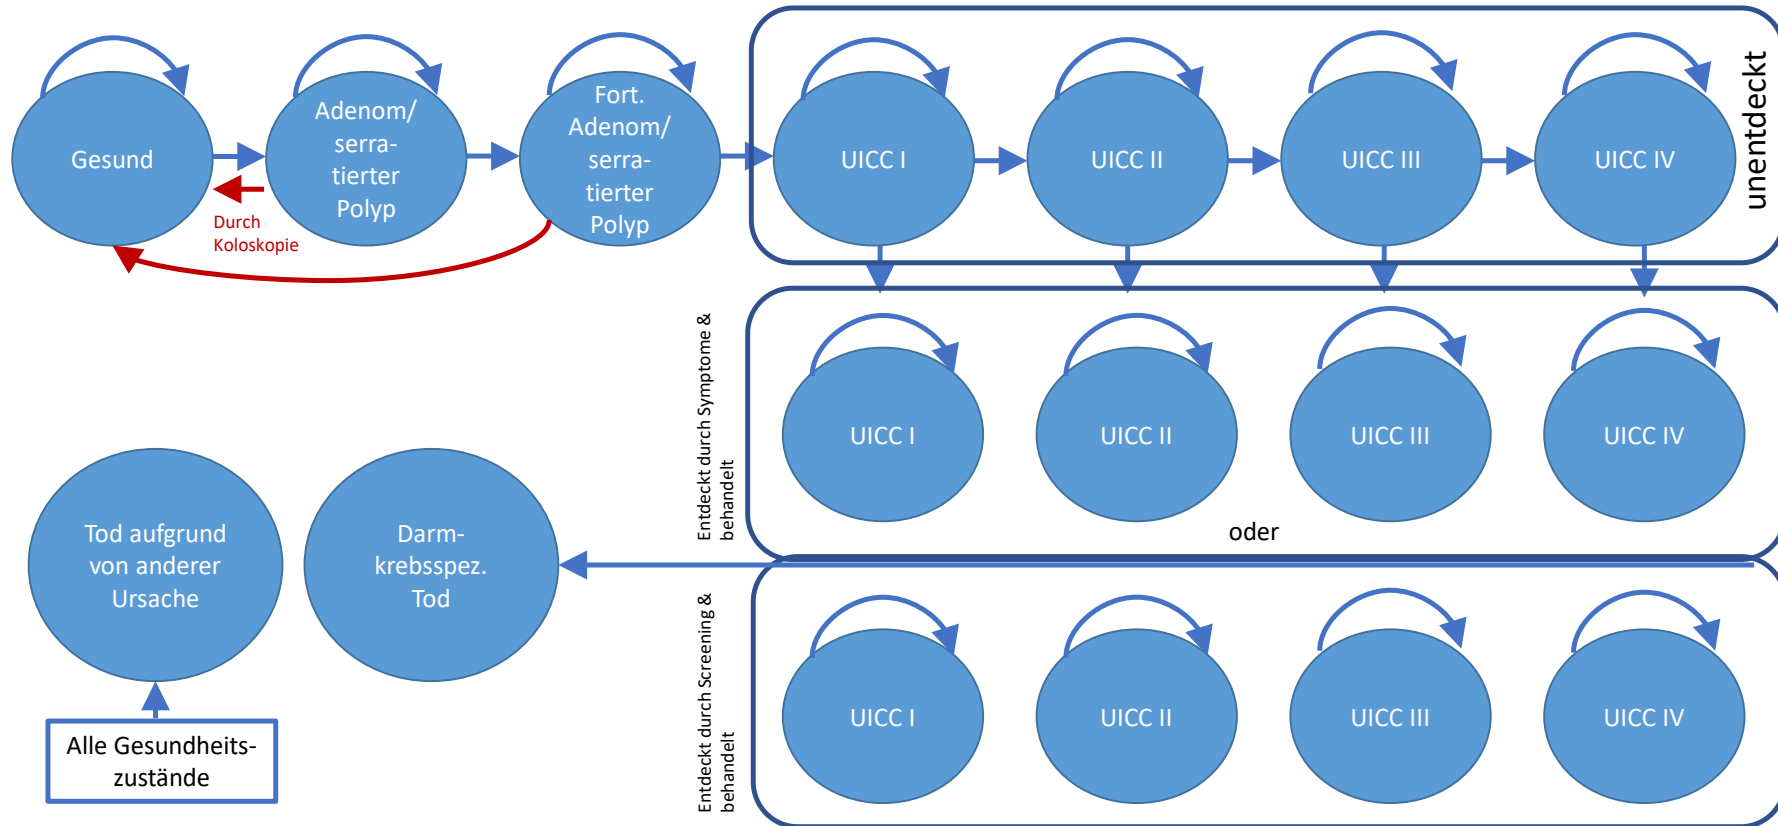 Gesund
Adenom/
serra-
tierter
Polyp
Fort.
Adenom/
serra-
tierter
Polyp
UICC I
UICC II
UICC III
UICC IV
unentdeckt
Durch
Koloskopie
Entdeckt durch Symptome &
behandelt
UICC I
UICC II
UICC III
UICC IV
oder
Tod aufgrund
von anderer
Ursache
Darm-
krebsspez.
Tod
Entdeckt durch Screening &
behandelt
UICC I
UICC II
UICC III
UICC IV
Alle Gesundheits-
zustände